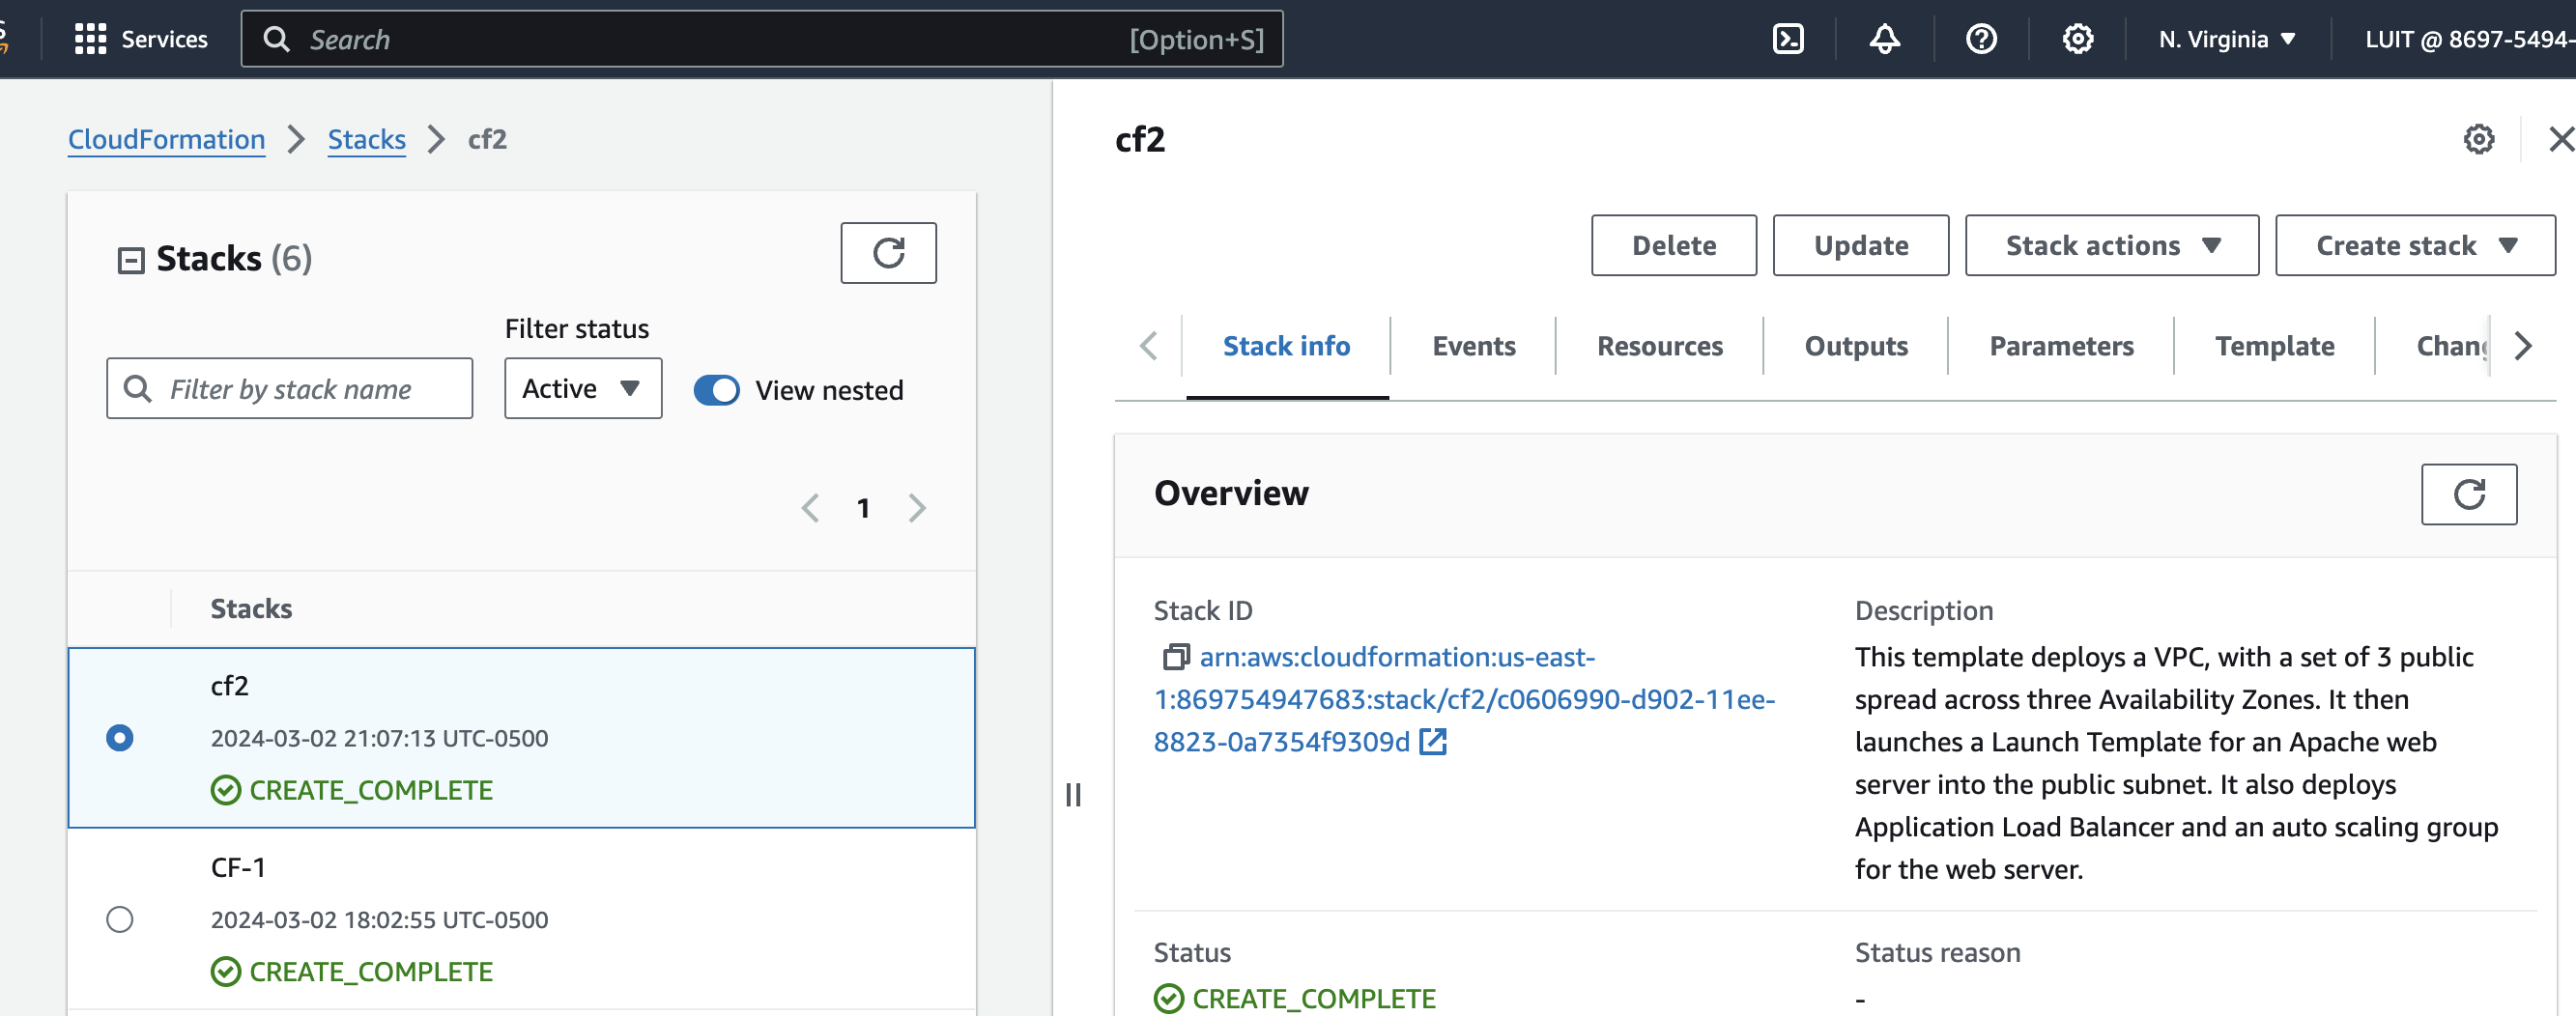 Services
Search
[Option+S]
N. Virginia
LUIT @ 8697-5494-
CloudFormation
Stacks
cf2
Stacks (6)
Filter status
Filter by stack name
Active
View nested
1
Stacks
cf2
2024-03-02 21:07:13 UTC-0500
CREATE_COMPLETE
CF-1
2024-03-02 18:02:55 UTC-0500
CREATE_COMPLETE
cf2
Delete
Update
Stack actions
Create stack
Stack info
Events
Resources
Outputs
Parameters
Template
Chan
Overview
Stack ID
arn:aws:cloudformation:us-east-
1:869754947683:stack/cf2/c0606990-d902-11ee-
8823-0a7354f9309d
Description
This template deploys a VPC, with a set of 3 public
spread across three Availability Zones. It then
launches a Launch Template for an Apache web
server into the public subnet. It also deploys
Application Load Balancer and an auto scaling group
for the web server.
Status
CREATE_COMPLETE
Status reason
-